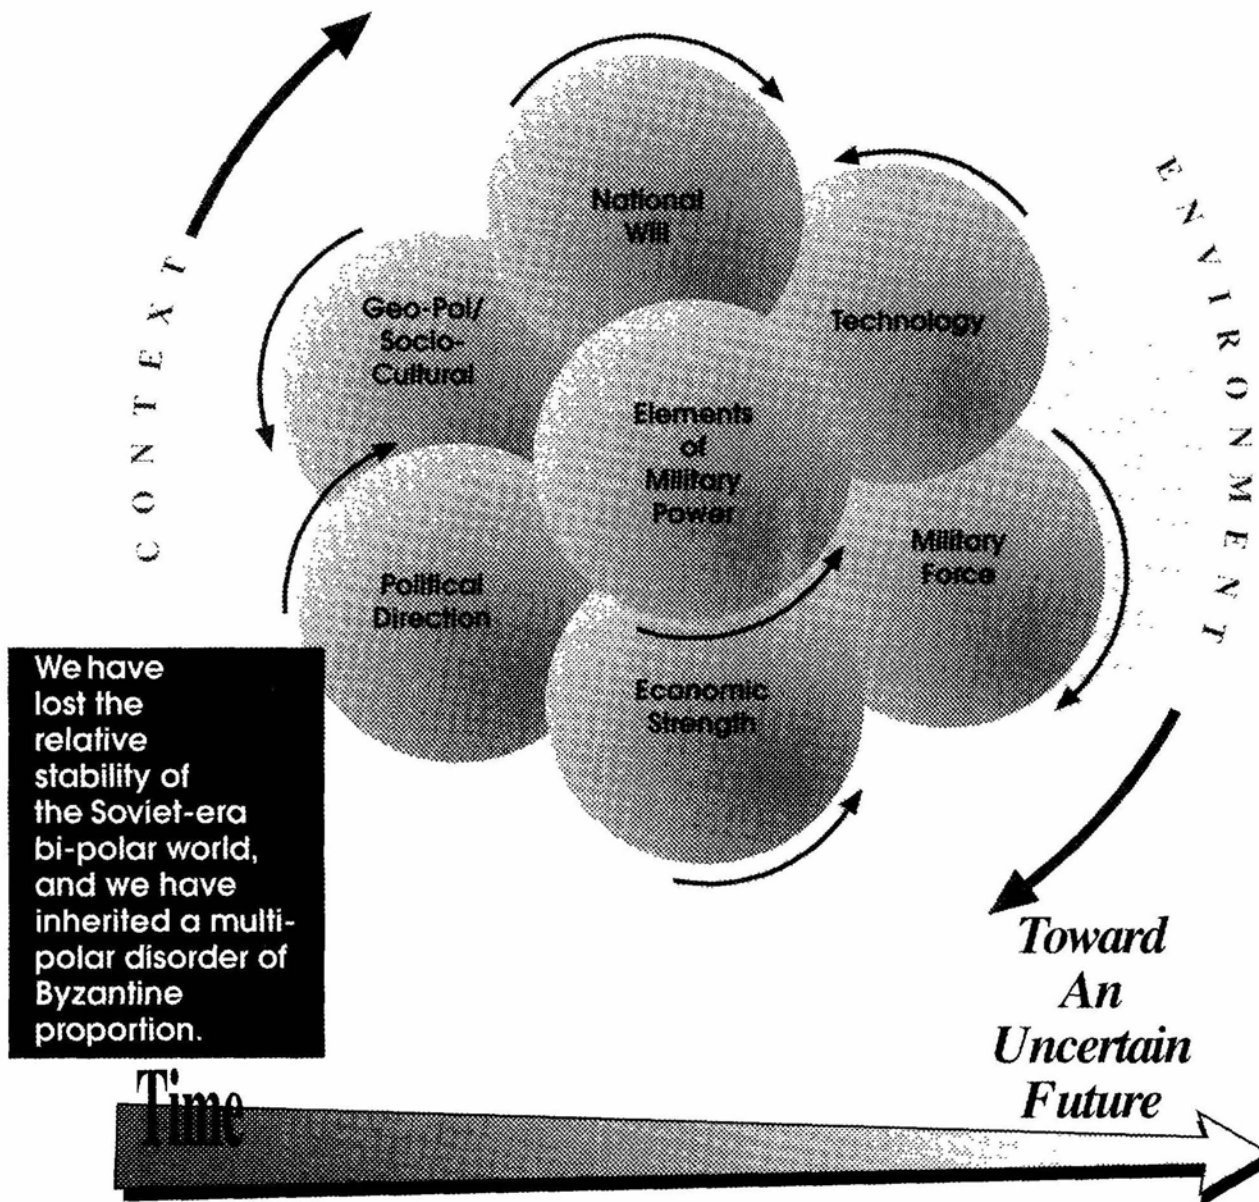 National
Will
Technology
Geo-Pol/
Socio-
Cultural
Elements
of
Military
Power
Military
Force
Political
Direction
Economic
Strength
CONTEXT
ENVIRONMENT
We have
lost the
relative
stability of
the Soviet-era
bi-polar world,
and we have
inherited a multi-
polar disorder of
Byzantine
proportion.
Toward
An
Uncertain
Future
Time